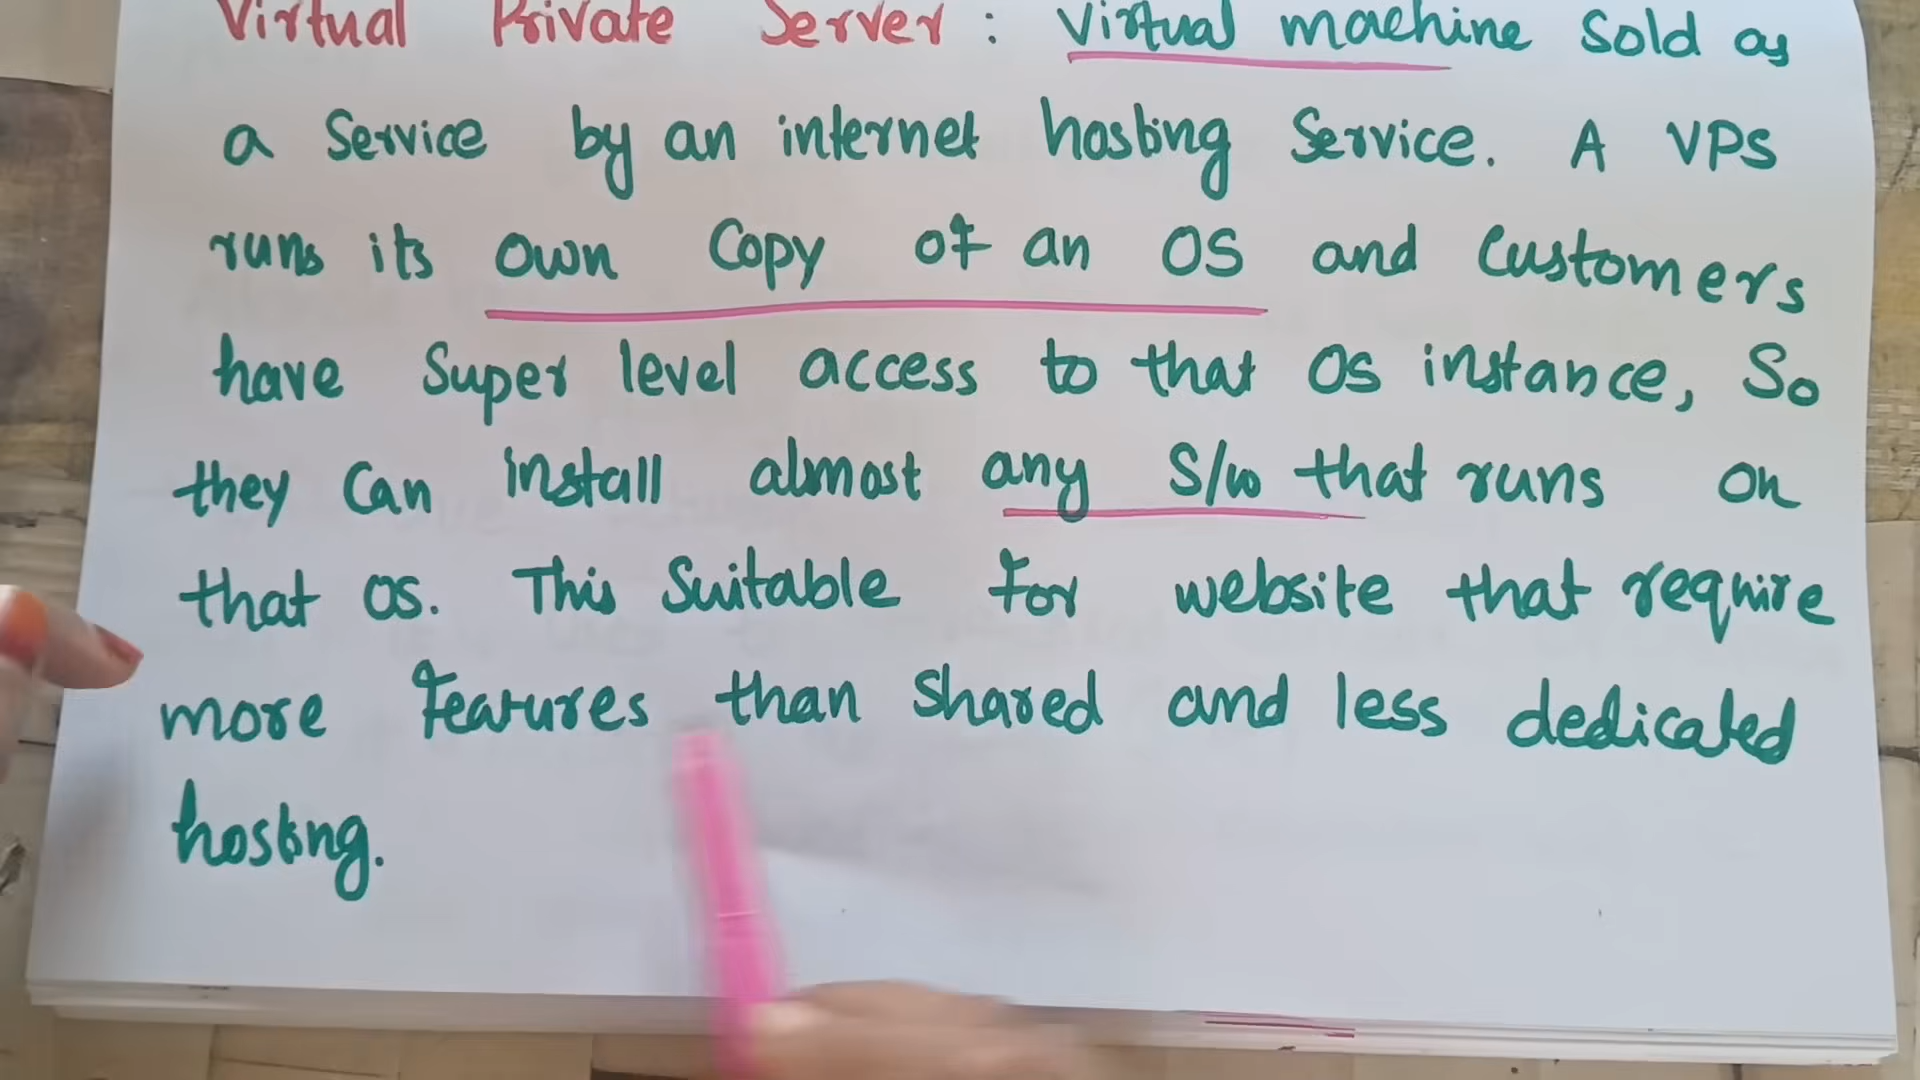 Virtual Private Server : Virtual machine Sold as
a Service by an internet hosting Service. A VPS
runs its own Copy of an OS and Customers
have Super level access to that OS instance, So
they Can install almost any S/w that runs on
that OS. This Suitable for website that require
more features than Shared and less dedicated
hosting.